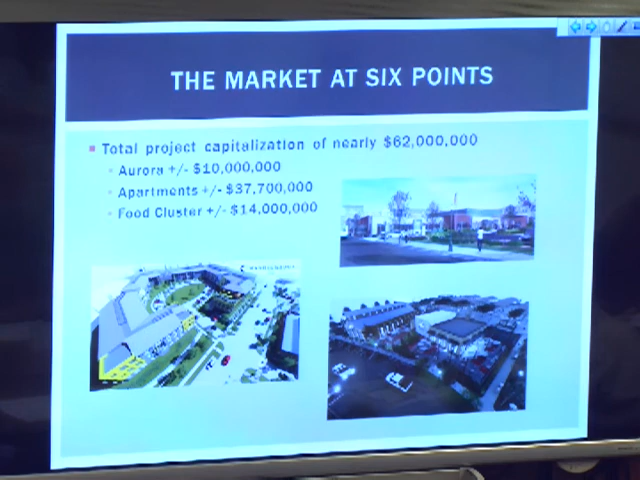 THE MARKET AT SIX POINTS
Total project capitalization of nearly $62,000,000
Aurora +/- $10,000,000
Apartments +/- $37,700,000
Food Cluster +/- $14,000,000